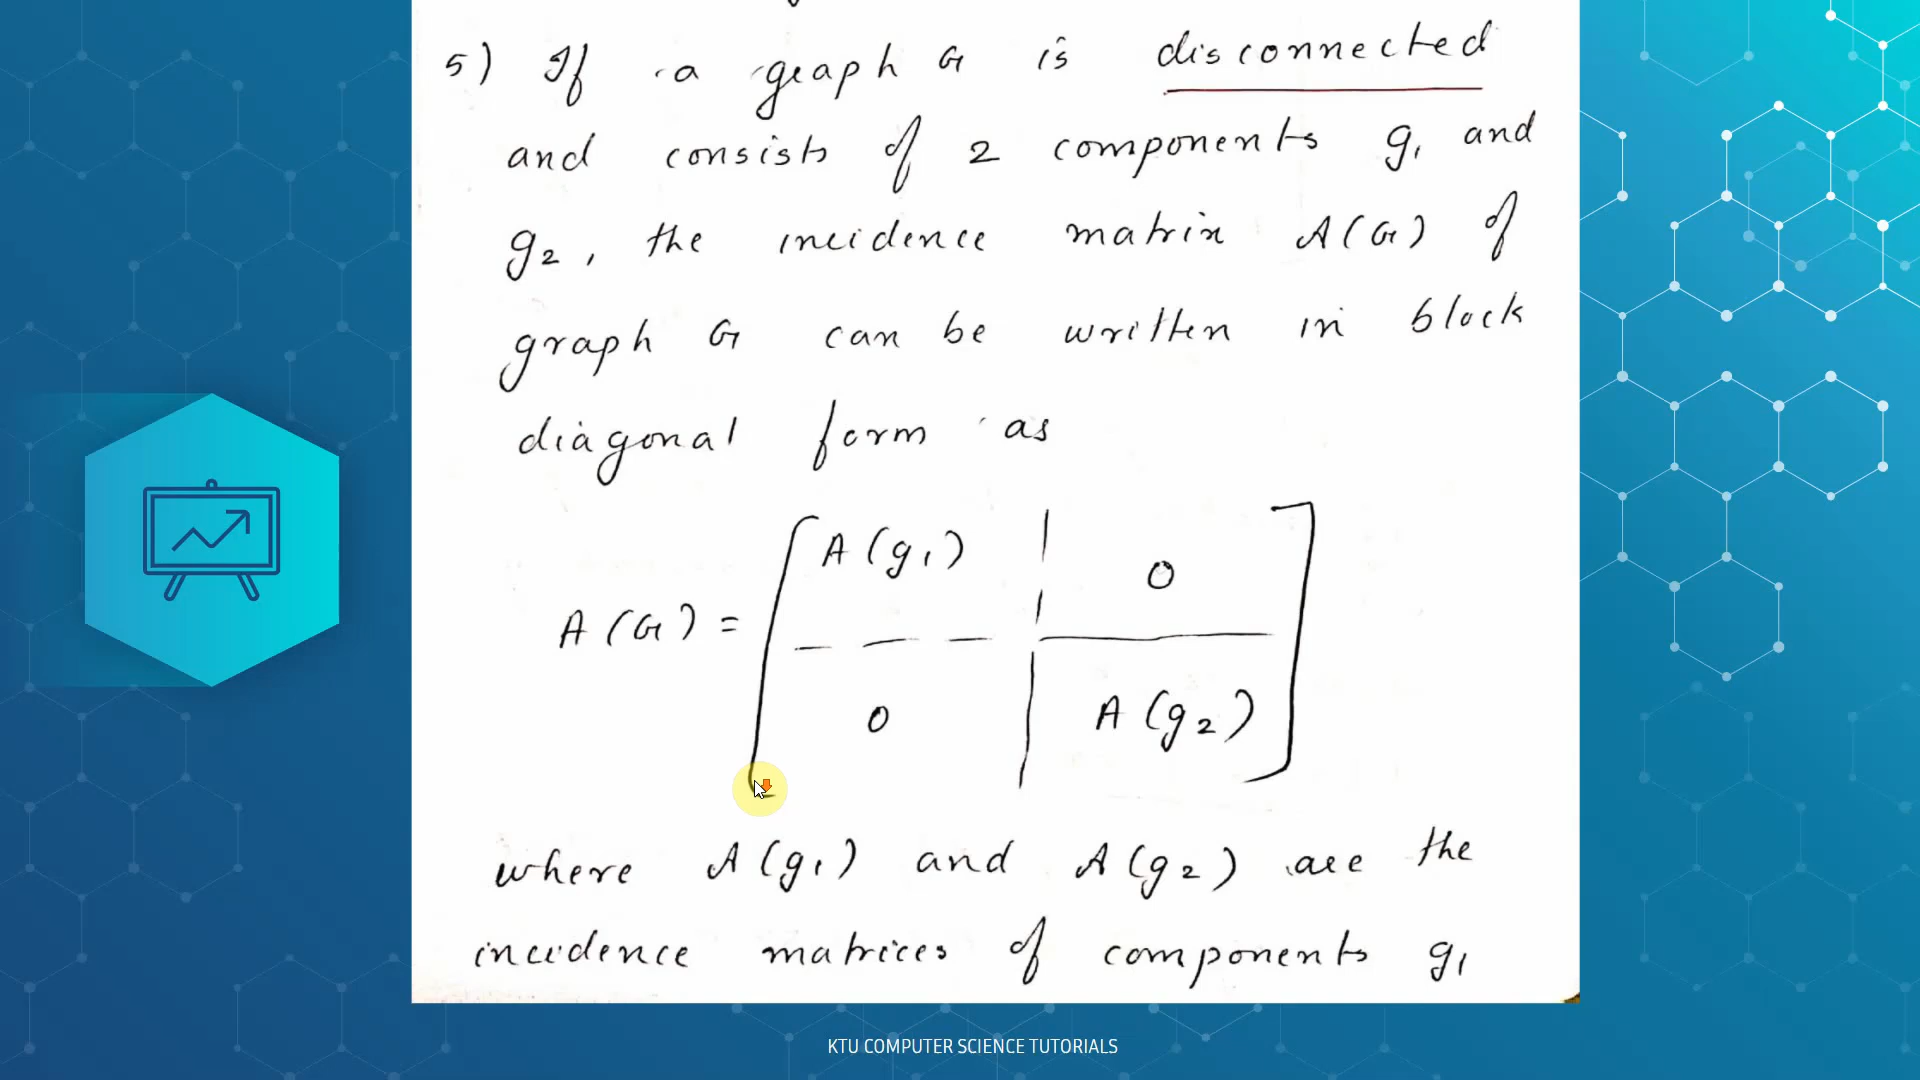 5) If a graph G is disconnected
and consists of 2 components g₁ and
g₂, the incidence matrix A(G) of
graph G can be written in block
diagonal form as
A(G) = [ A(g₁) | 0
0 | A(g₂) ]
where A(g₁) and A(g₂) are the
incidence matrices of components g₁
KTU COMPUTER SCIENCE TUTORIALS